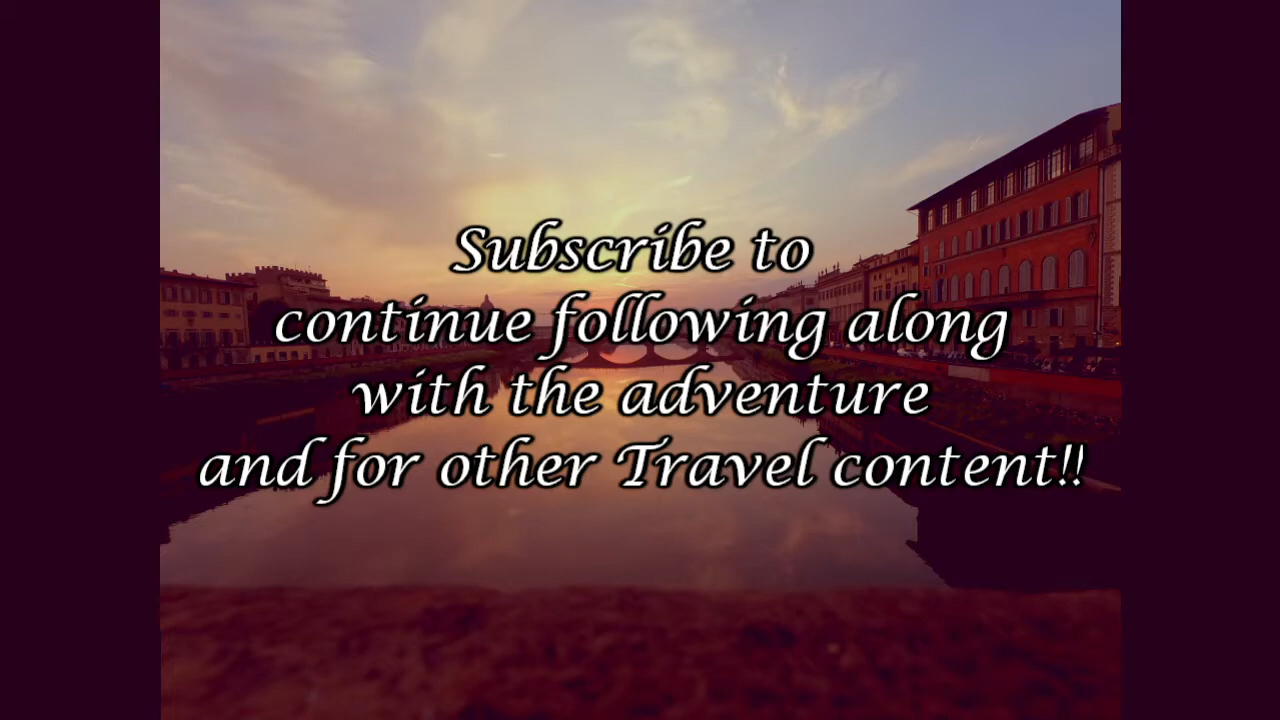 Subscribe to
continue following along
with the adventure
and for other Travel content!!